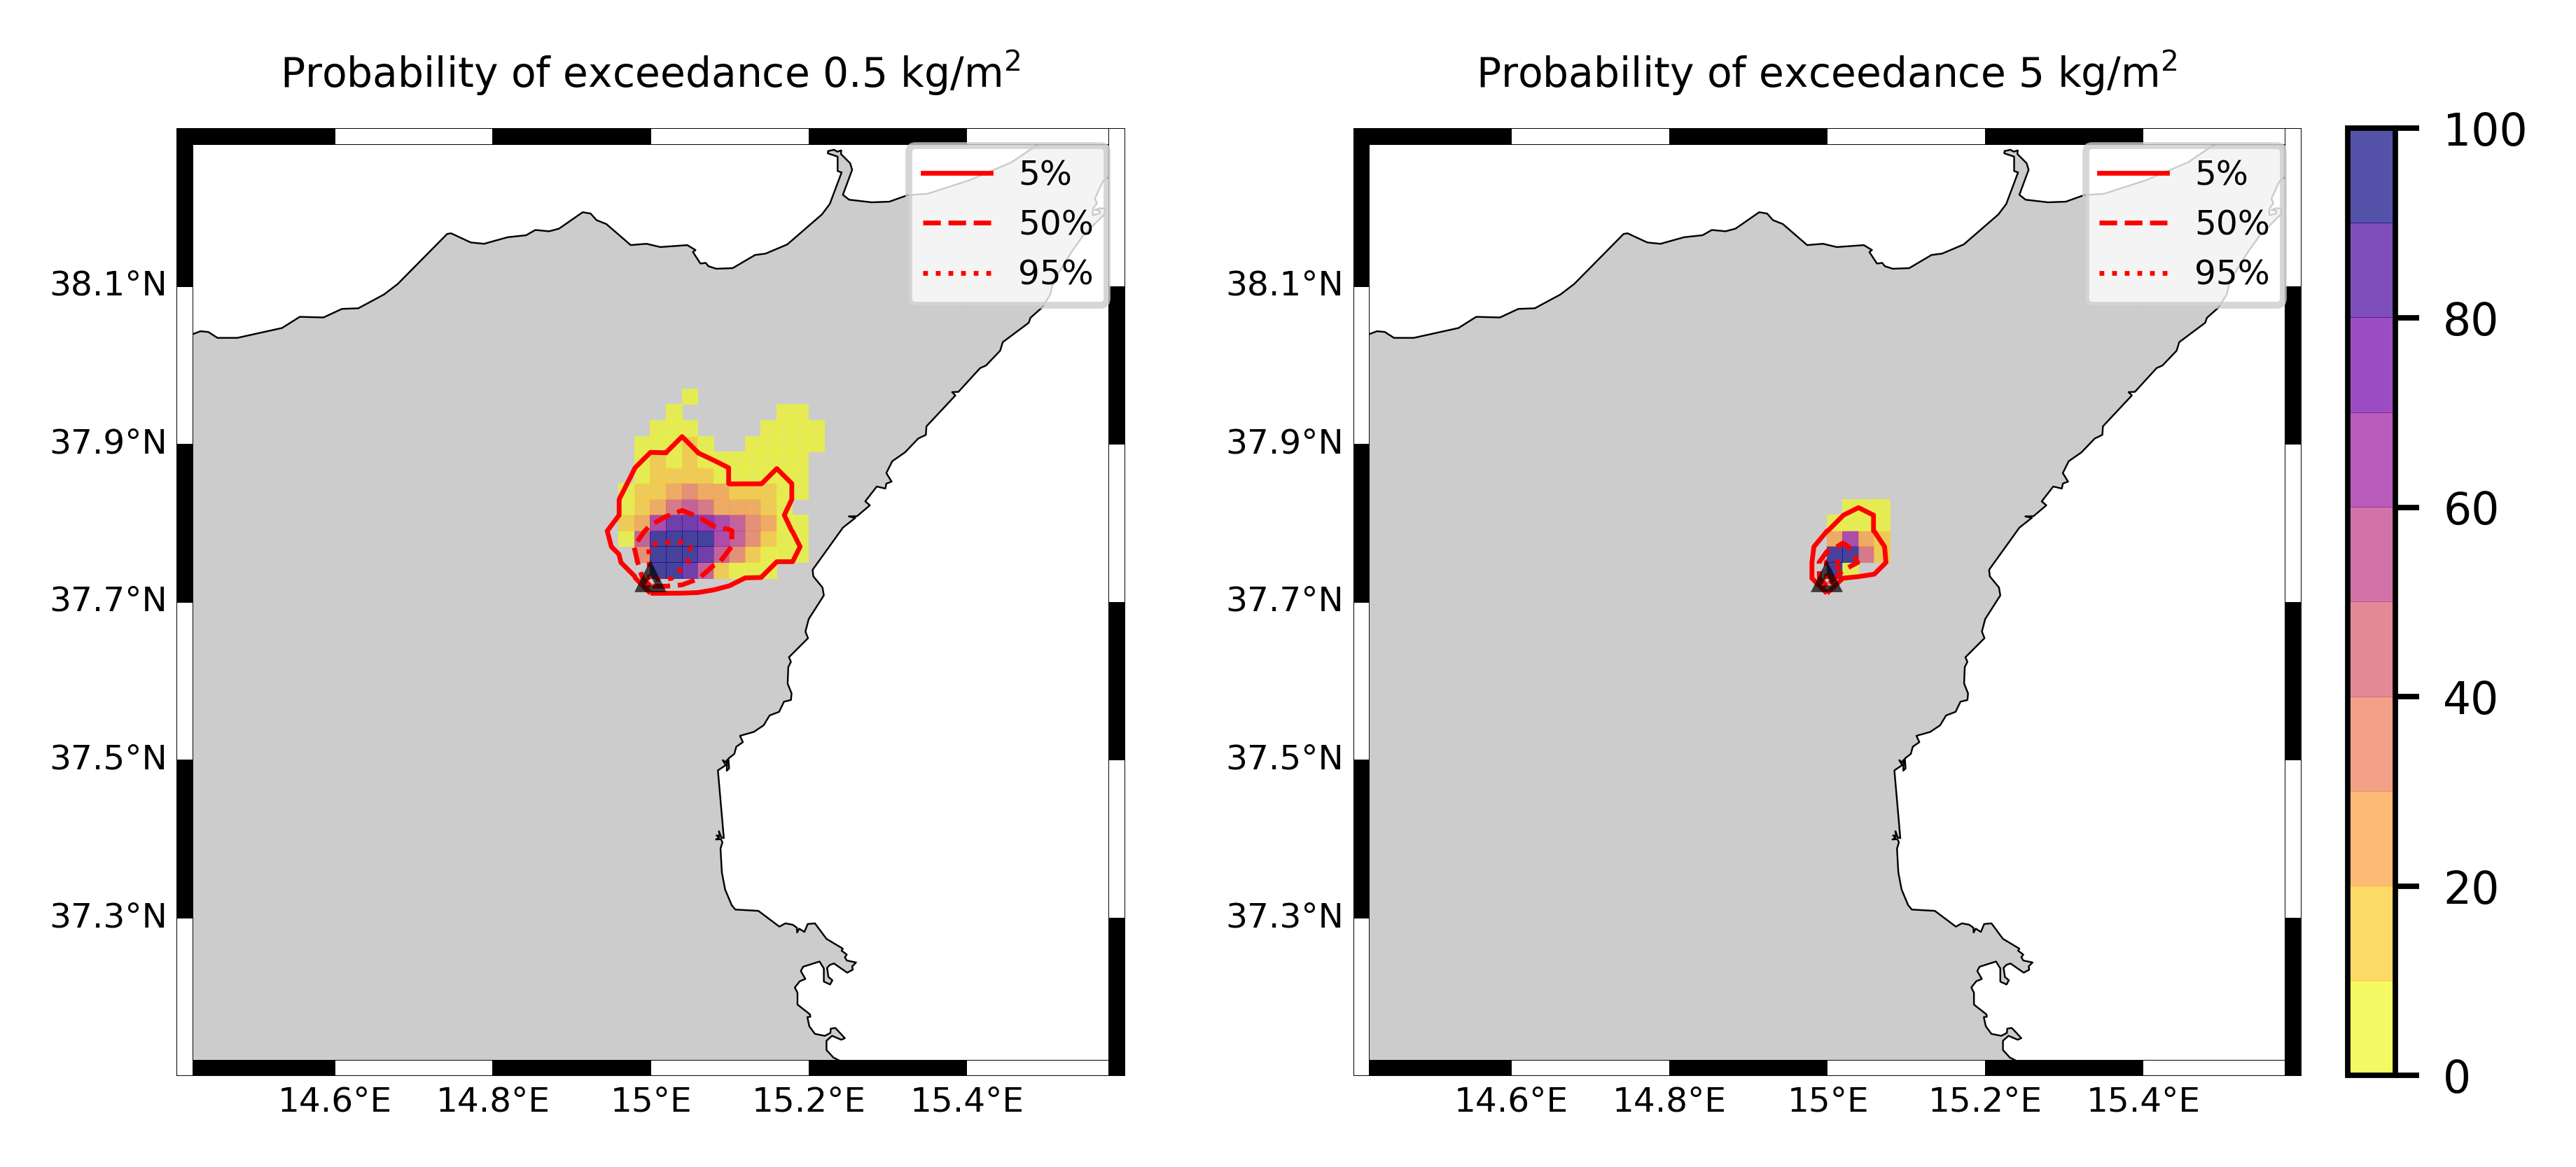 Probability of exceedance 0.5 kg/m²
5%
50%
95%
38.1°N
37.9°N
37.7°N
37.5°N
37.3°N
14.6°E 14.8°E 15°E 15.2°E 15.4°E
Probability of exceedance 5 kg/m²
5%
50%
95%
38.1°N
37.9°N
37.7°N
37.5°N
37.3°N
14.6°E 14.8°E 15°E 15.2°E 15.4°E
100
80
60
40
20
0